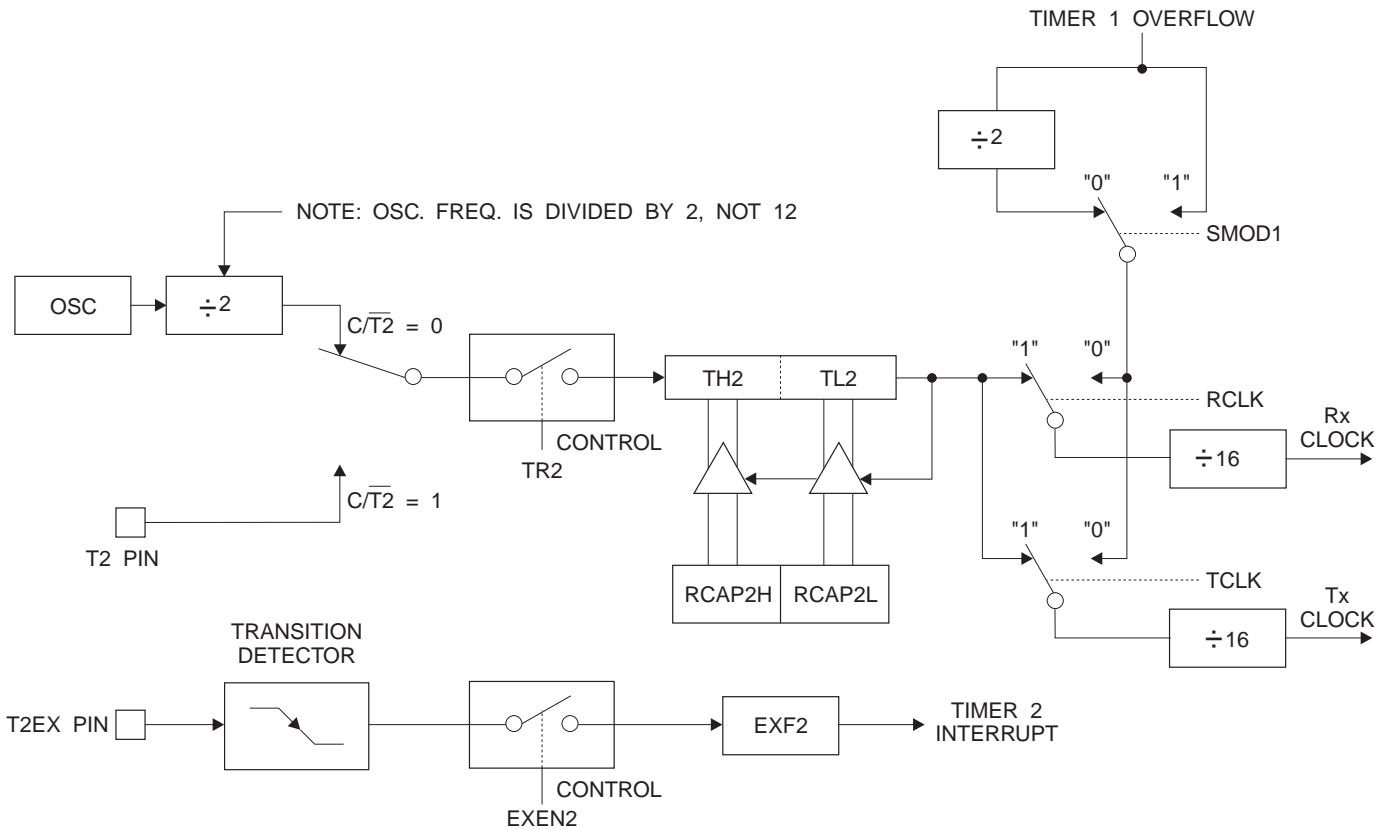 TIMER 1 OVERFLOW
÷2
"0" "1"
NOTE: OSC. FREQ. IS DIVIDED BY 2, NOT 12
SMOD1
OSC
÷2
C/T̅2̅ = 0
"1" "0"
TH2 TL2
RCLK
Rx
CLOCK
CONTROL
TR2
÷16
C/T̅2̅ = 1
"1" "0"
T2 PIN
RCAP2H RCAP2L
TCLK
Tx
CLOCK
÷16
TRANSITION
DETECTOR
T2EX PIN
EXF2
TIMER 2
INTERRUPT
CONTROL
EXEN2